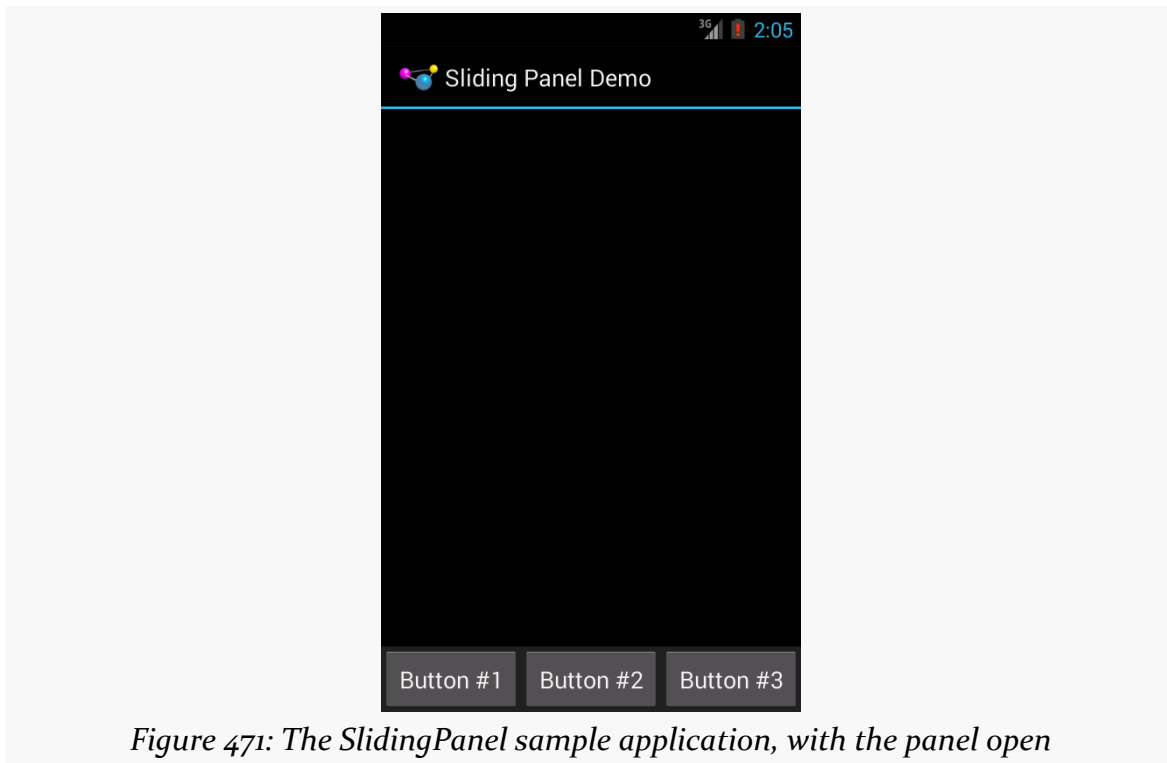 3G 2:05
Sliding Panel Demo
Button #1 Button #2 Button #3
Figure 471: The SlidingPanel sample application, with the panel open